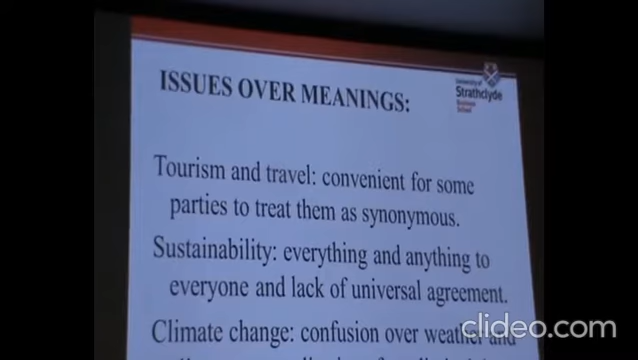 ISSUES OVER MEANINGS:
University of
Strathclyde
Business
School
Tourism and travel: convenient for some
parties to treat them as synonymous.
Sustainability: everything and anything to
everyone and lack of universal agreement.
Climate change: confusion over weather and
clideo.com